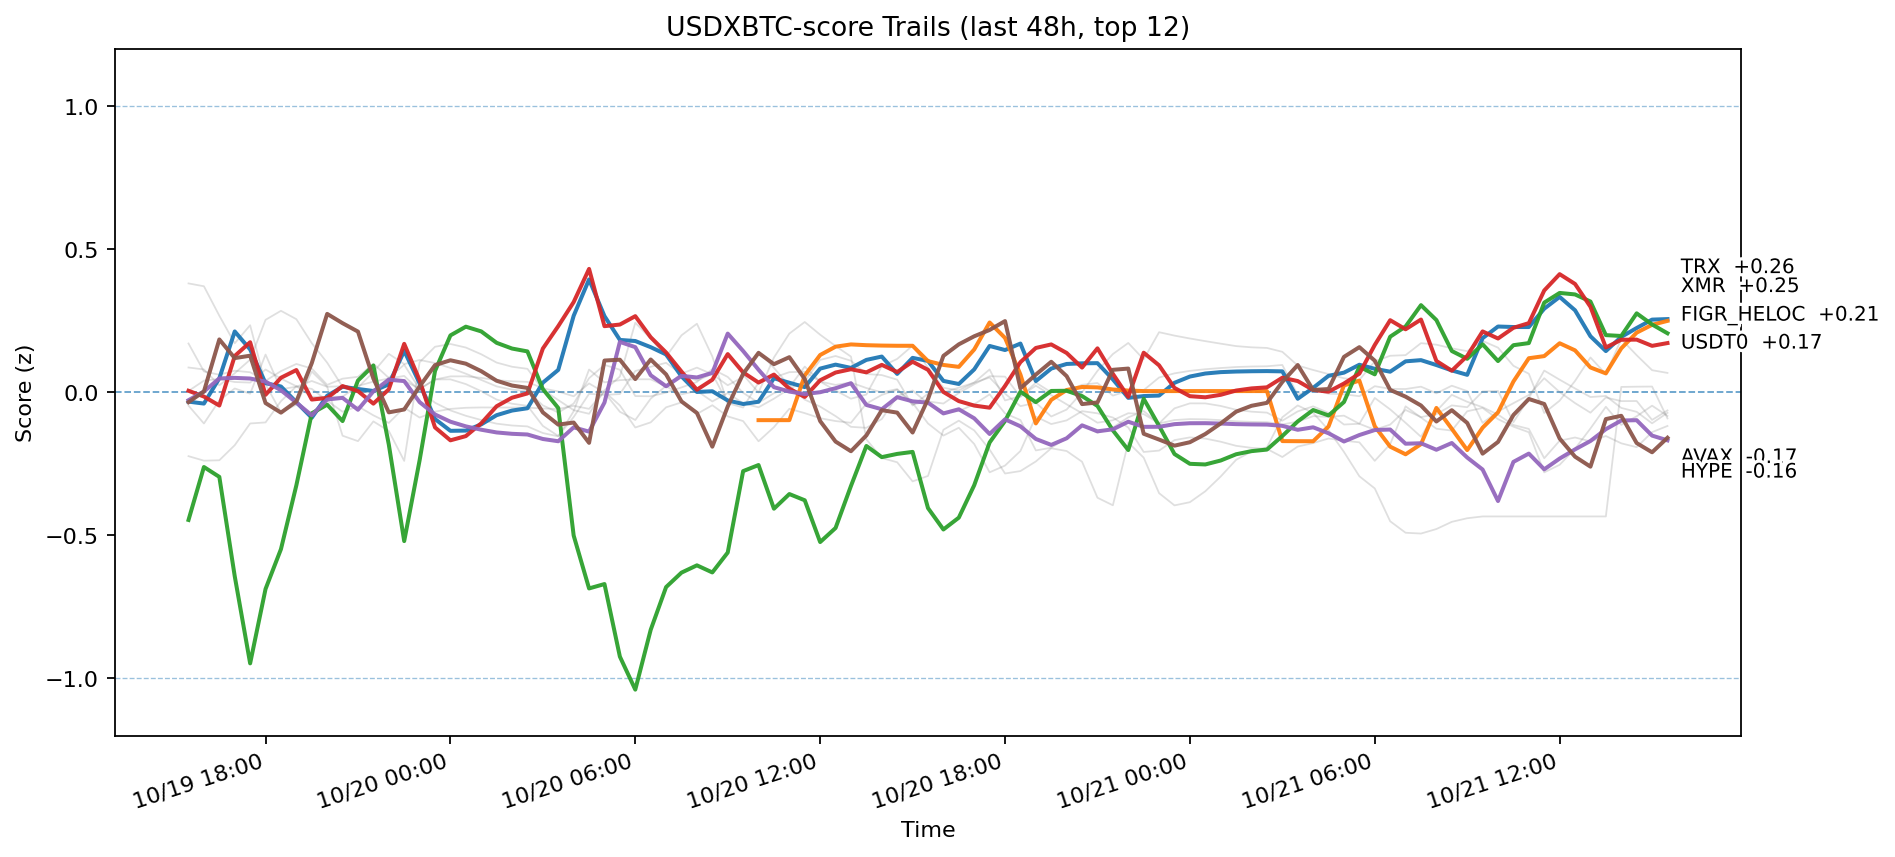 USDXBTC-score Trails (last 48h, top 12)
Score (z)
1.0
0.5
0.0
−0.5
−1.0
TRX +0.26
XMR +0.25
FIGR_HELOC +0.21
USDT0 +0.17
AVAX -0.17
HYPE -0.16
10/19 18:00
10/20 00:00
10/20 06:00
10/20 12:00
10/20 18:00
10/21 00:00
10/21 06:00
10/21 12:00
Time